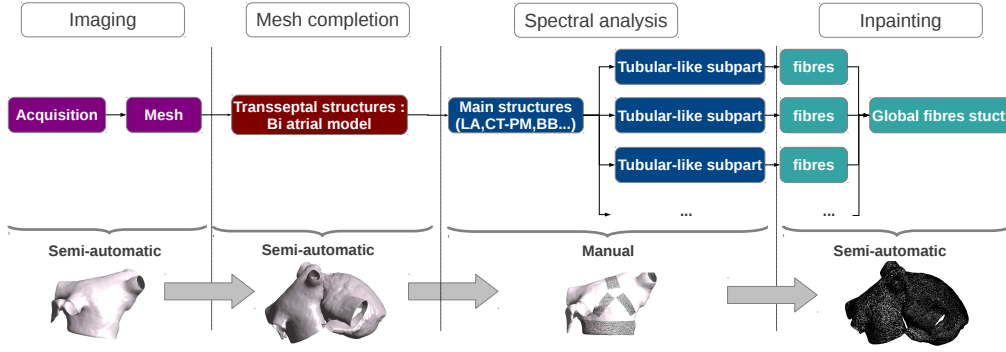 Imaging
Mesh completion
Spectral analysis
Inpainting
Tubular-like subpart
fibres
Acquisition
Mesh
Transseptal structures :
Bi atrial model
Main structures
(LA,CT-PM,BB...)
Tubular-like subpart
fibres
Global fibres stuct
Tubular-like subpart
fibres
...
...
Semi-automatic
Semi-automatic
Manual
Semi-automatic